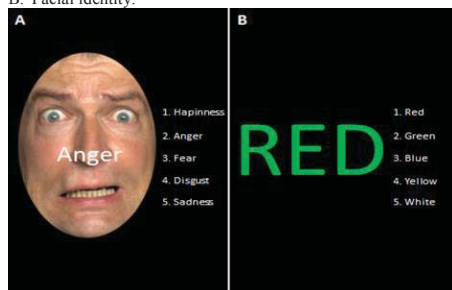 B. Facial identity.
A
Anger
1. Hapinness
2. Anger
3. Fear
4. Disgust
5. Sadness
B
RED
1. Red
2. Green
3. Blue
4. Yellow
5. White